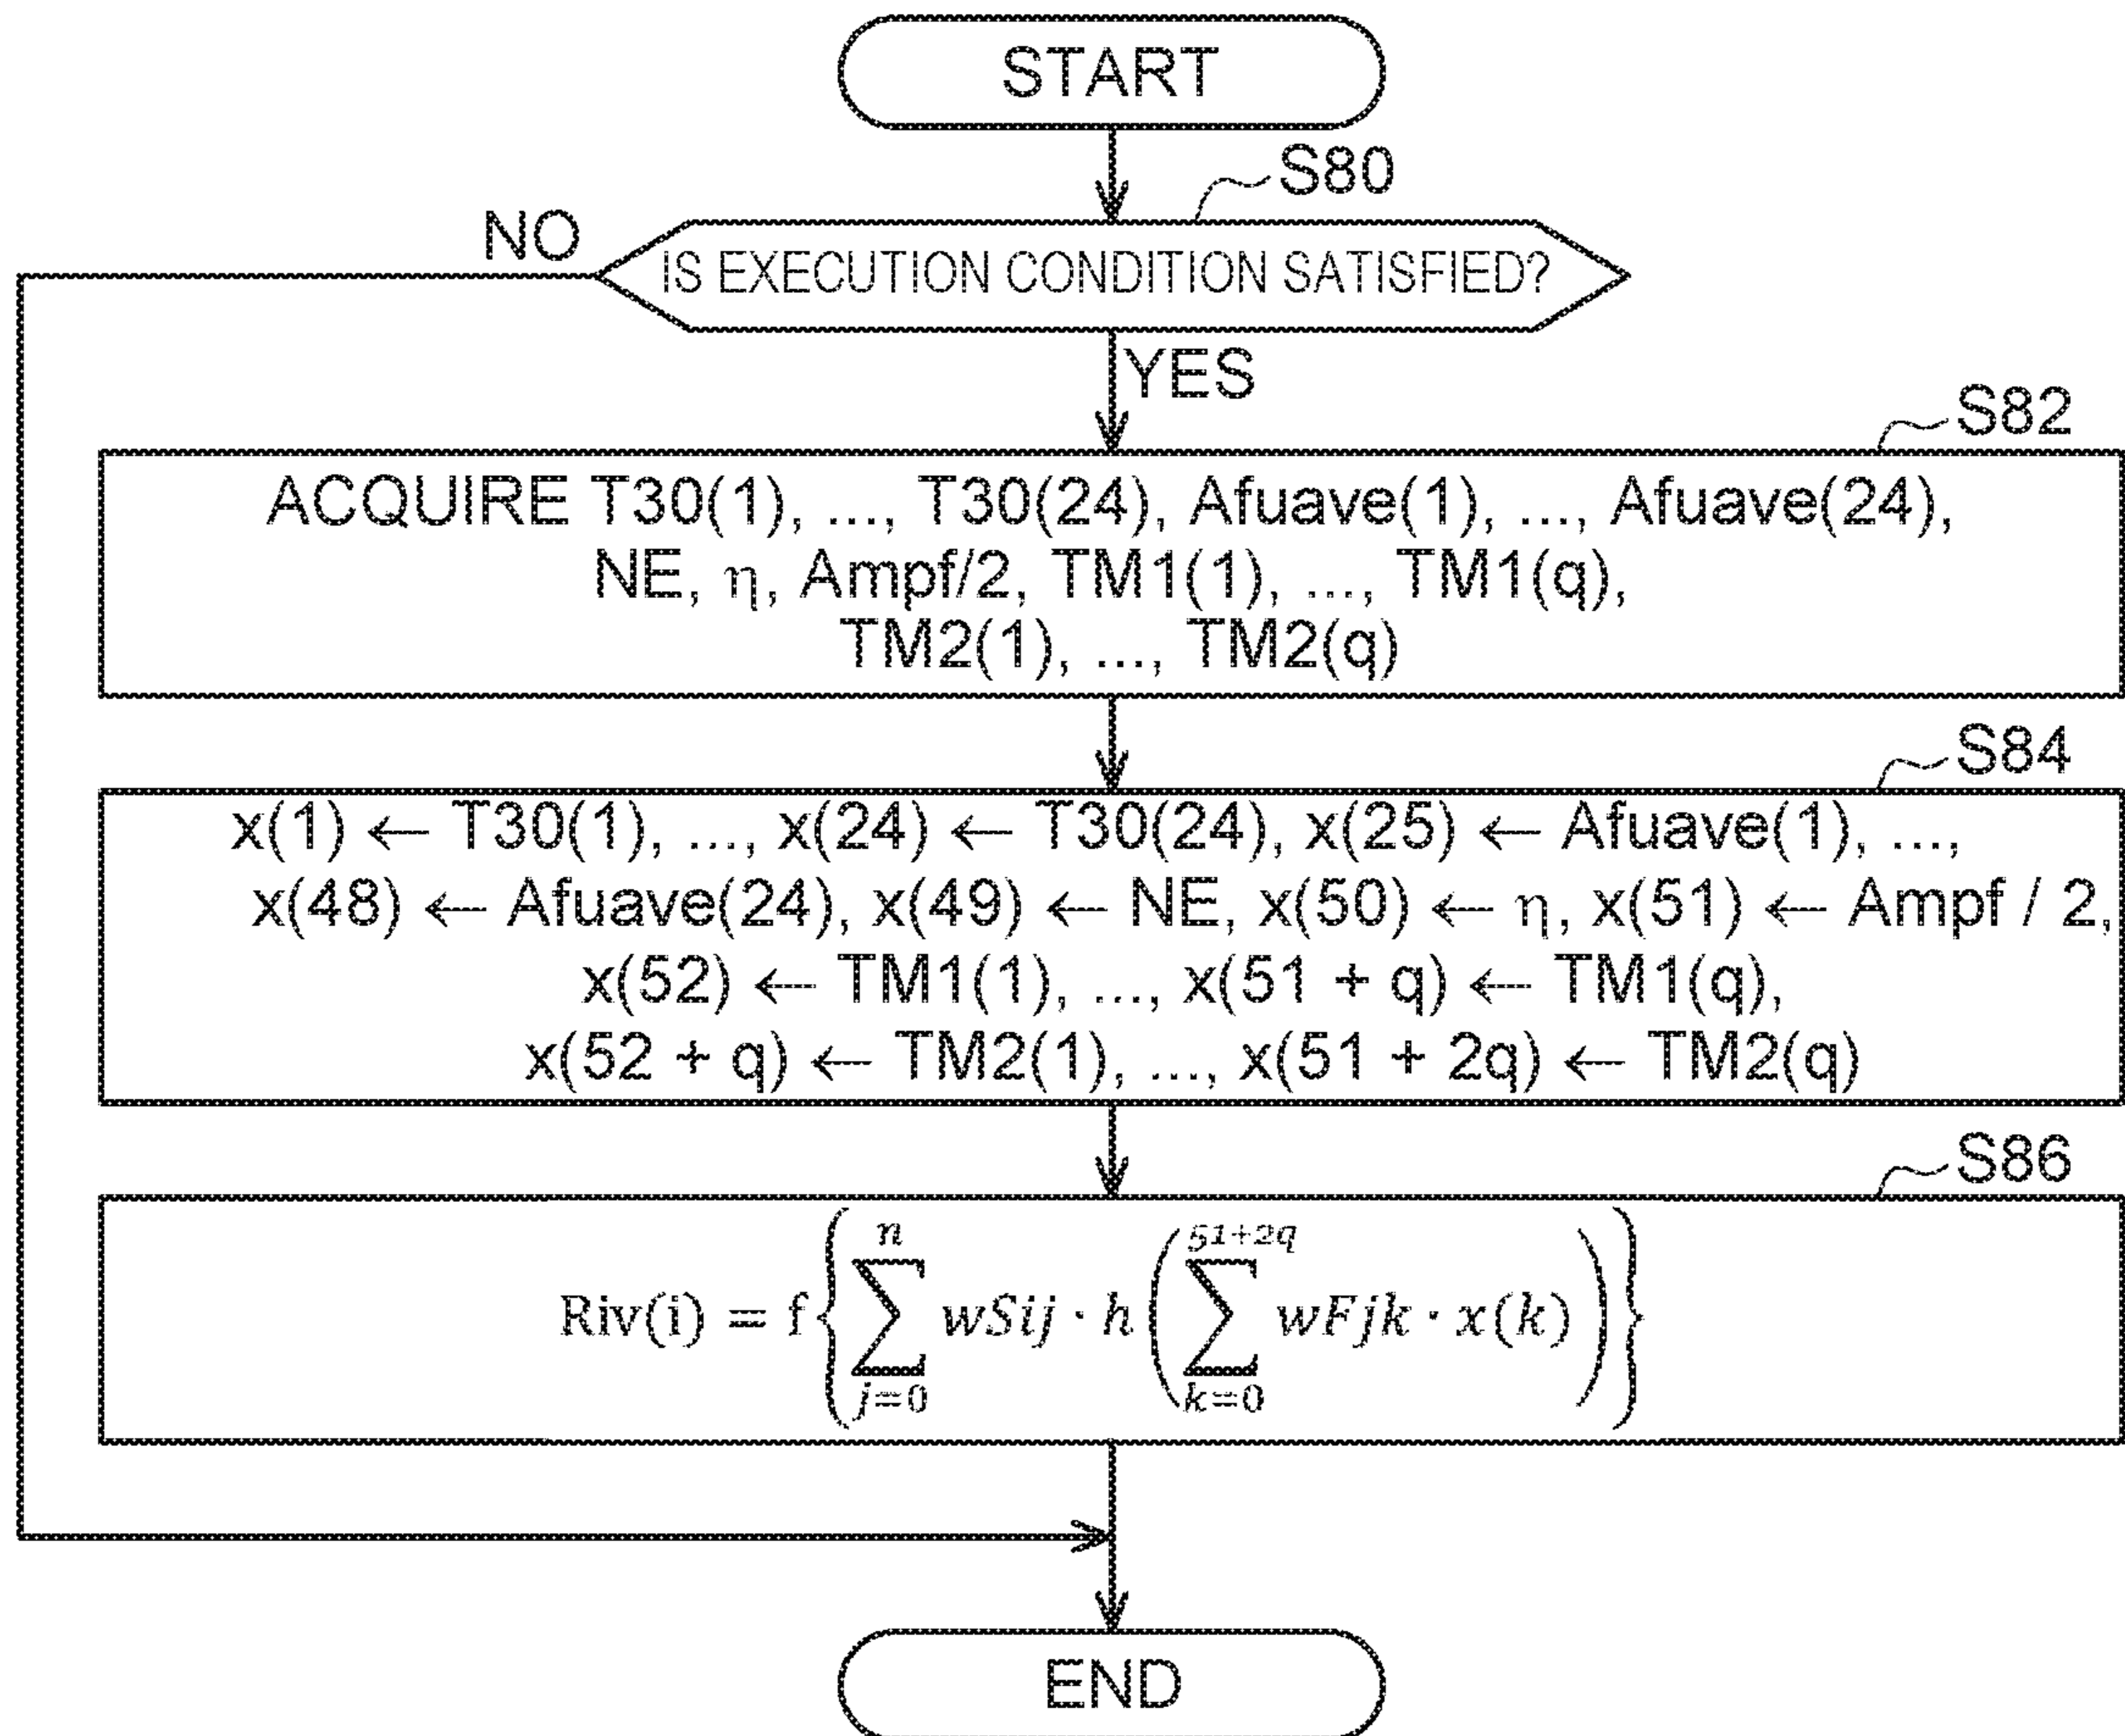 START
S80
NO
IS EXECUTION CONDITION SATISFIED?
YES
S82
ACQUIRE T30(1), ..., T30(24), Afuave(1), ..., Afuave(24),
NE, η, Ampf/2, TM1(1), ..., TM1(q),
TM2(1), ..., TM2(q)
S84
x(1) ← T30(1), ..., x(24) ← T30(24), x(25) ← Afuave(1), ...,
x(48) ← Afuave(24), x(49) ← NE, x(50) ← η, x(51) ← Ampf / 2,
x(52) ← TM1(1), ..., x(51 + q) ← TM1(q),
x(52 + q) ← TM2(1), ..., x(51 + 2q) ← TM2(q)
S86
Riv(i) = f{∑_{j=0}^{n} wSij · h(∑_{k=0}^{51+2q} wFjk · x(k))}
END